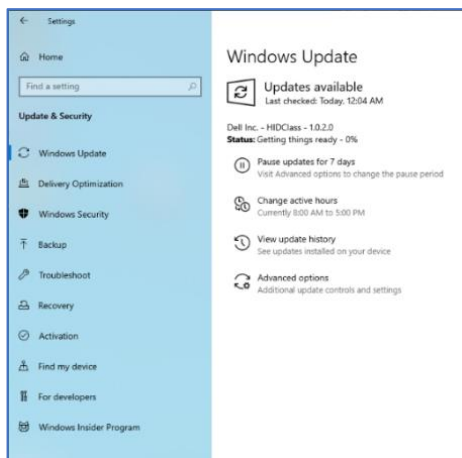 Settings
Home
Find a setting
Update & Security
Windows Update
Delivery Optimization
Windows Security
Backup
Troubleshoot
Recovery
Activation
Find my device
For developers
Windows Insider Program
Windows Update
Updates available
Last checked: Today, 12:04 AM
Dell Inc. - HIDClass - 1.0.2.0
Status: Getting things ready - 0%
Pause updates for 7 days
Visit Advanced options to change the pause period
Change active hours
Currently 8:00 AM to 5:00 PM
View update history
See updates installed on your device
Advanced options
Additional update controls and settings